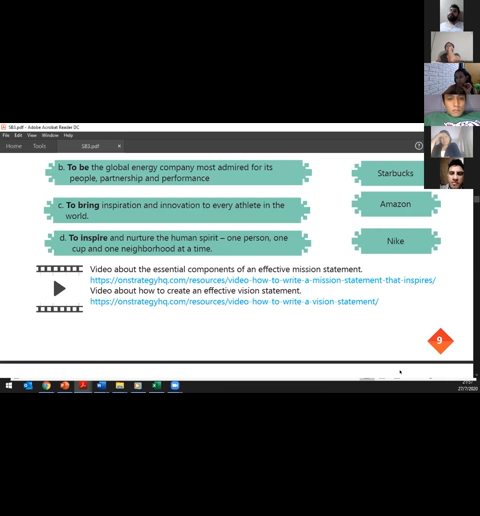 SB3.pdf - Adobe Acrobat Reader DC
File Edit View Window Help
Home Tools SB3.pdf ×
b. To be the global energy company most admired for its
people, partnership and performance
Starbucks
c. To bring inspiration and innovation to every athlete in the
world.
Amazon
d. To inspire and nurture the human spirit – one person, one
cup and one neighborhood at a time.
Nike
Video about the essential components of an effective mission statement.
https://onstrategyhq.com/resources/video-how-to-write-a-mission-statement-that-inspires/
Video about how to create an effective vision statement.
https://onstrategyhq.com/resources/video-how-to-write-a-vision-statement/
9
27/7/2020